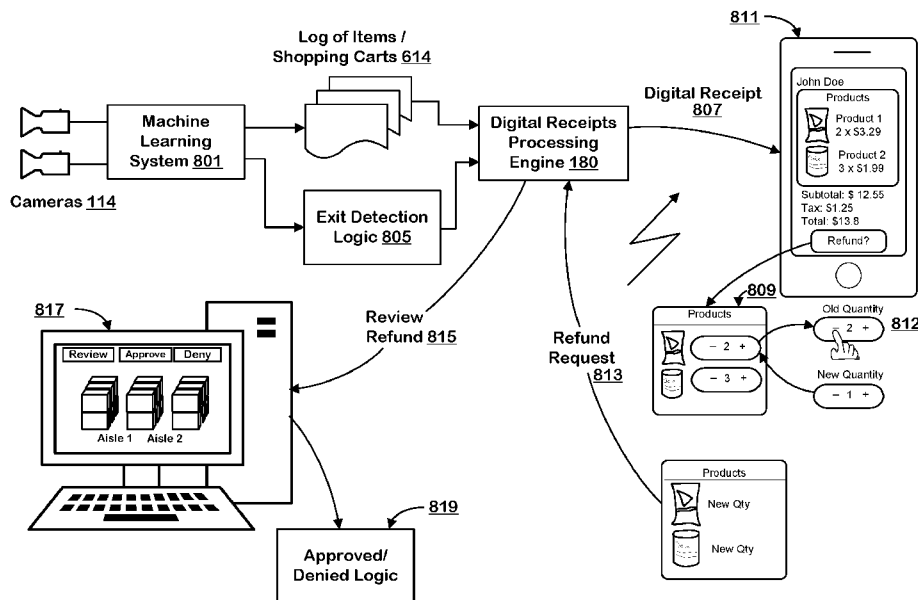 811
Log of Items /
Shopping Carts 614
John Doe
Products
Product 1
2 x $3.29
Product 2
3 x $1.99
Subtotal: $ 12.55
Tax: $1.25
Total: $13.8
Refund?
Machine
Learning
System 801
Digital Receipts
Processing
Engine 180
Digital Receipt
807
Cameras 114
Exit Detection
Logic 805
817
Review
Refund 815
Refund
Request
813
809
Products
− 2 +
− 3 +
Old Quantity
− 2 +
812
New Quantity
− 1 +
Review
Approve
Deny
Aisle 1
Aisle 2
Products
New Qty
New Qty
819
Approved/
Denied Logic